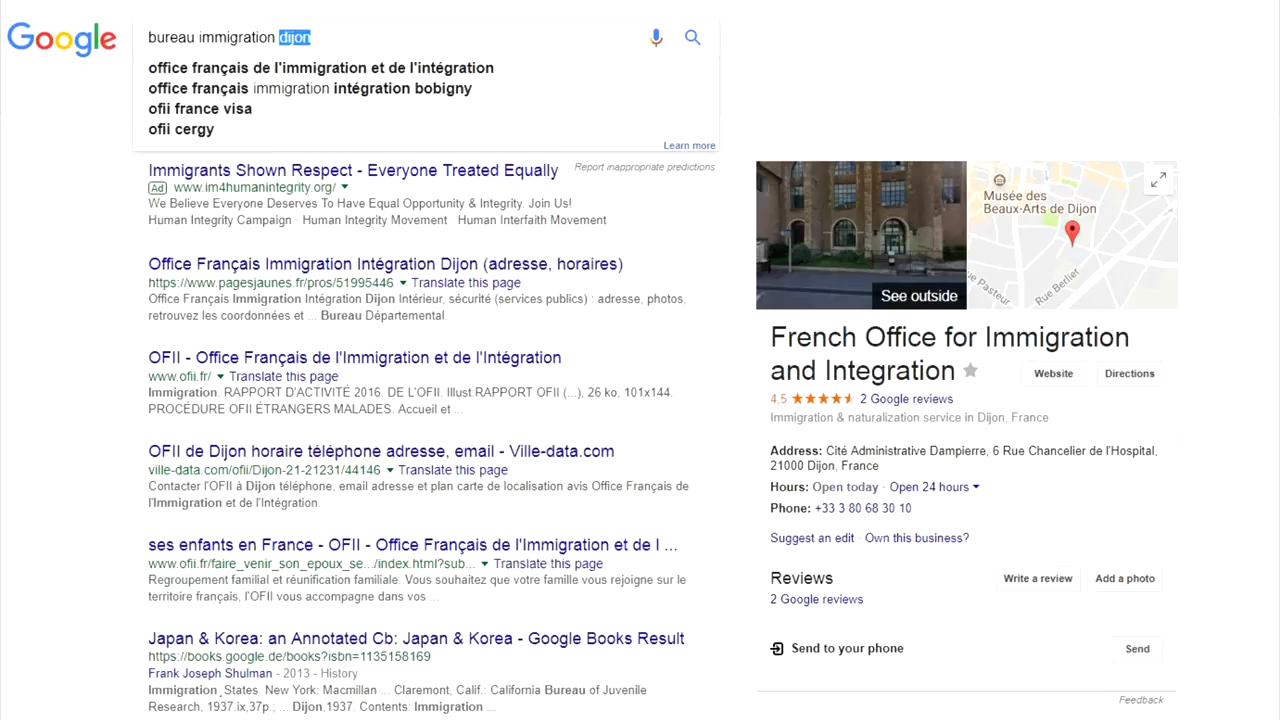 Google
bureau immigration dijon
office français de l'immigration et de l'intégration
office français immigration intégration bobigny
ofii france visa
ofii cergy
Learn more
Report inappropriate predictions
Immigrants Shown Respect - Everyone Treated Equally
Ad www.im4humanintegrity.org/
We Believe Everyone Deserves To Have Equal Opportunity & Integrity. Join Us!
Human Integrity Campaign · Human Integrity Movement · Human Interfaith Movement
Office Français Immigration Intégration Dijon (adresse, horaires)
https://www.pagesjaunes.fr/pros/51995446 Translate this page
Office Français Immigration Intégration Dijon Intérieur, sécurité (services publics) : adresse, photos,
retrouvez les coordonnées et ... Bureau Départemental.
OFII - Office Français de l'Immigration et de l'Intégration
www.ofii.fr/ Translate this page
Immigration. RAPPORT D'ACTIVITÉ 2016. DE L'OFII. Illust:RAPPORT OFII (...), 26 ko, 101x144.
PROCÉDURE OFII ÉTRANGERS MALADES. Accueil et ...
OFII de Dijon horaire téléphone adresse, email - Ville-data.com
ville-data.com/ofii/Dijon-21-21231/44146 Translate this page
Contacter l'OFII à Dijon téléphone, email adresse et plan carte de localisation avis Office Français de
l'Immigration et de l'Intégration.
ses enfants en France - OFII - Office Français de l'Immigration et de l ...
www.ofii.fr/faire_venir_son_epoux_se.../index.html?sub... Translate this page
Regroupement familial et réunification familiale. Vous souhaitez que votre famille vous rejoigne sur le
territoire français, l'OFII vous accompagne dans vos ...
Japan & Korea: an Annotated Cb: Japan & Korea - Google Books Result
https://books.google.de/books?isbn=1135158169
Frank Joseph Shulman - 2013 - History
Immigration States. New York: Macmillan ... Claremont, Calif.: California Bureau of Juvenile
Research, 1937.ix,37p.; ... Dijon,1937. Contents: Immigration ...
See outside
Musée des
Beaux-Arts de Dijon
Rue Berlier
ue Pasteur
French Office for Immigration
and Integration
Website
Directions
4.5 2 Google reviews
Immigration & naturalization service in Dijon, France
Address: Cité Administrative Dampierre, 6 Rue Chancelier de l'Hospital,
21000 Dijon, France
Hours: Open today · Open 24 hours
Phone: +33 3 80 68 30 10
Suggest an edit · Own this business?
Reviews
Write a review
Add a photo
2 Google reviews
Send to your phone
Send
Feedback